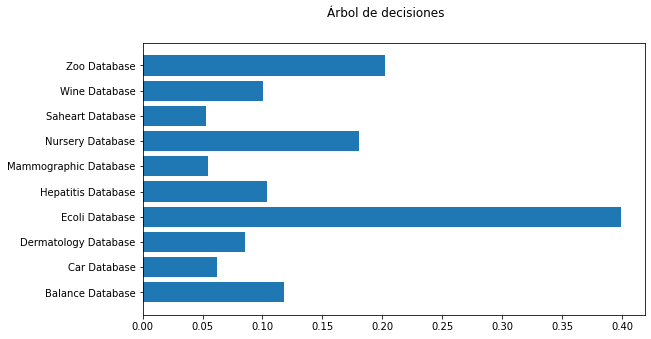 Árbol de decisiones
Zoo Database
Wine Database
Saheart Database
Nursery Database
Mammographic Database
Hepatitis Database
Ecoli Database
Dermatology Database
Car Database
Balance Database
0.00 0.05 0.10 0.15 0.20 0.25 0.30 0.35 0.40